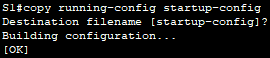 S1#copy running-config startup-config
Destination filename [startup-config]?
Building configuration...
[OK]